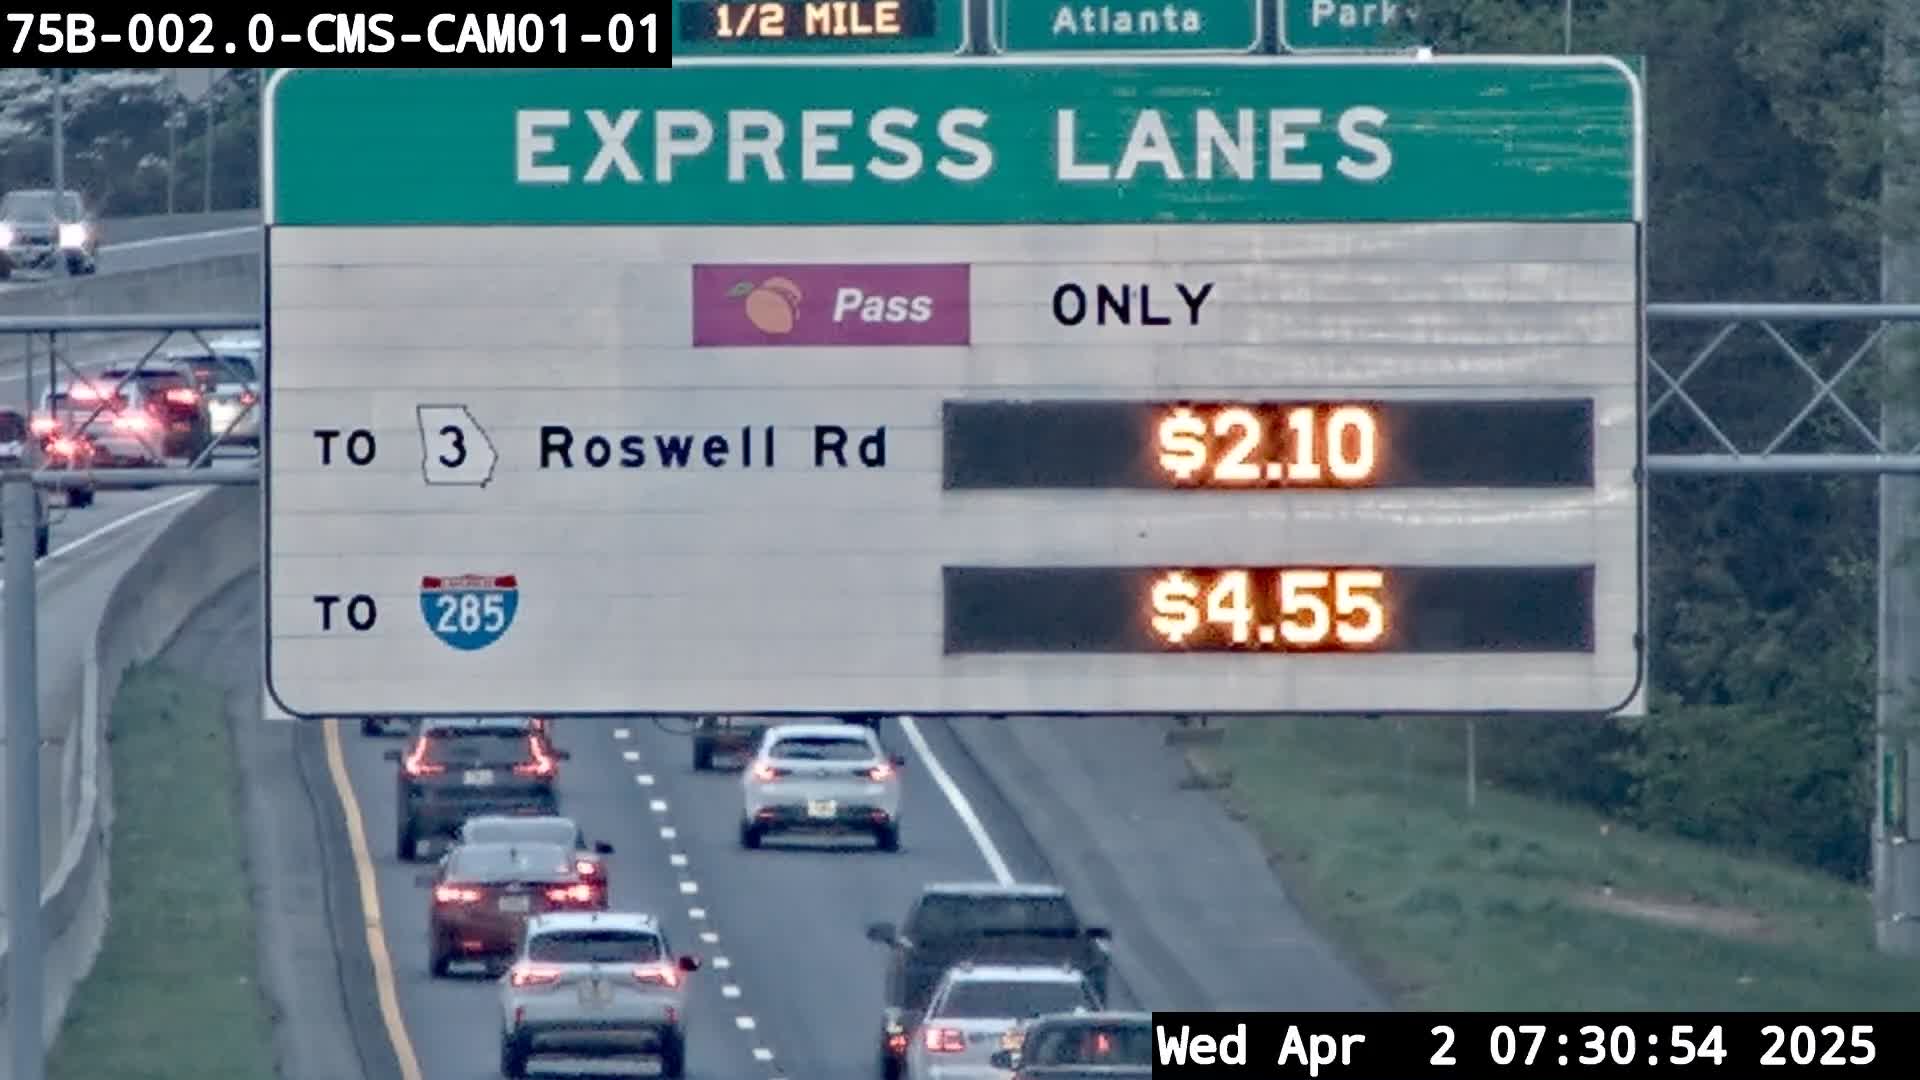 75B-002.0-CMS-CAM01-01
1/2 MILE
Atlanta
EXPRESS LANES
Pass ONLY
TO 3 Roswell Rd $2.10
TO 285 $4.55
Wed Apr 2 07:30:54 2025